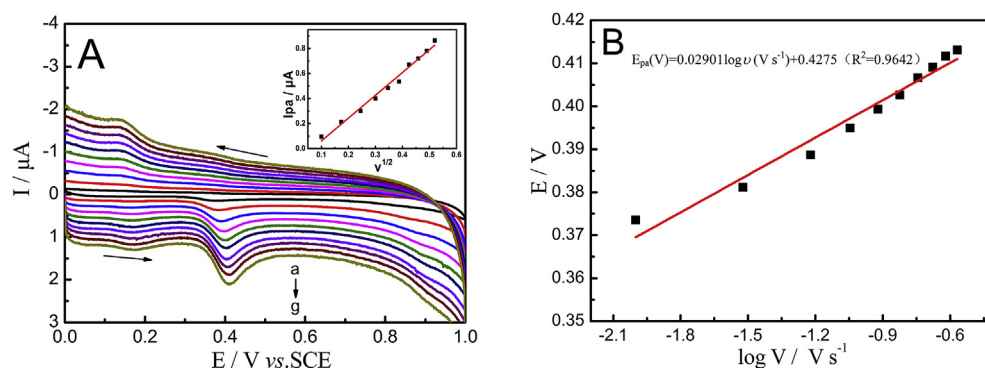 A
I / μA
-4
-3
-2
-1
0
1
2
3
0.0 0.2 0.4 0.6 0.8 1.0
E / V vs.SCE
a
g
Ipa / μA
1.0
0.8
0.6
0.4
0.2
0.0
0.0 0.1 0.2 0.3 0.4 0.5 0.6
V1/2
B
E / V
0.42
0.41
0.40
0.39
0.38
0.37
0.36
0.35
Epa(V)=0.02901logυ(V s-1)+0.4275（R2=0.9642）
-2.1 -1.8 -1.5 -1.2 -0.9 -0.6
log V / V s-1